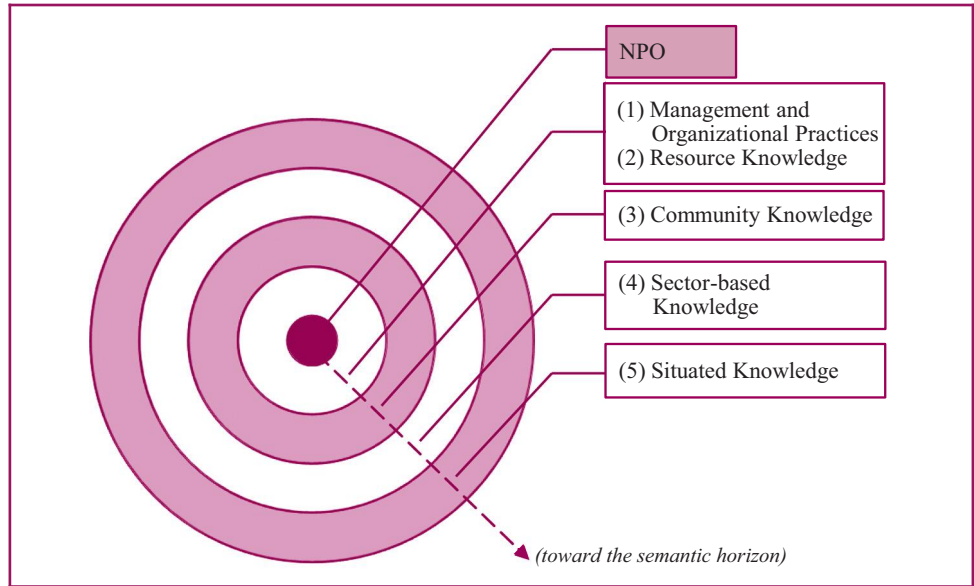 NPO
(1) Management and
Organizational Practices
(2) Resource Knowledge
(3) Community Knowledge
(4) Sector-based
Knowledge
(5) Situated Knowledge
(toward the semantic horizon)